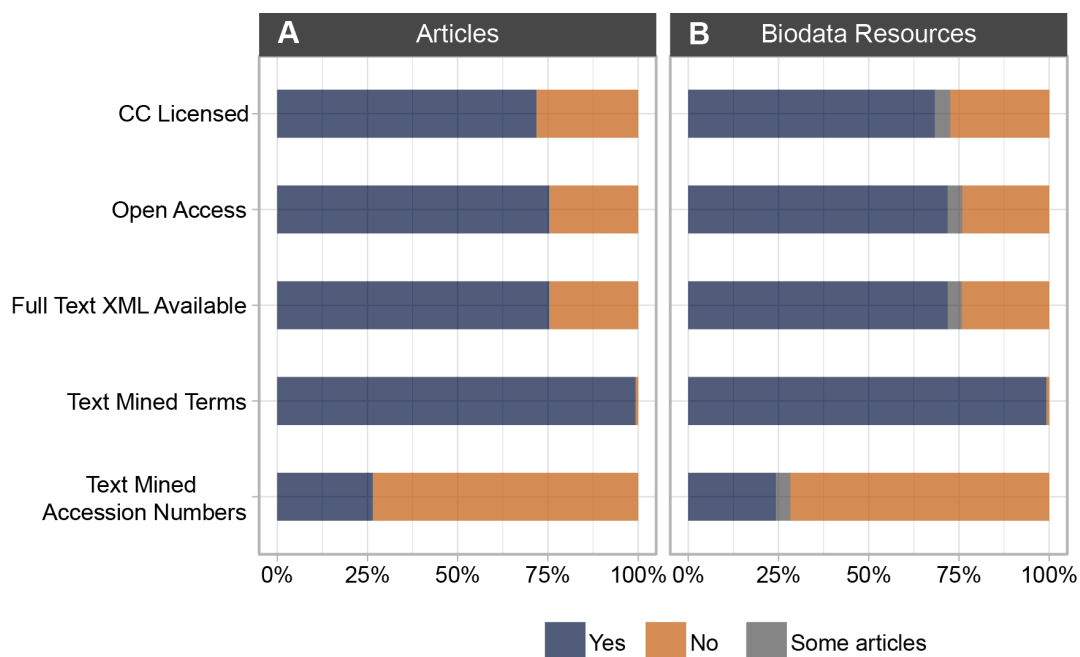 A Articles
B Biodata Resources
CC Licensed
Open Access
Full Text XML Available
Text Mined Terms
Text Mined
Accession Numbers
0% 25% 50% 75% 100% 0% 25% 50% 75% 100%
Yes No Some articles